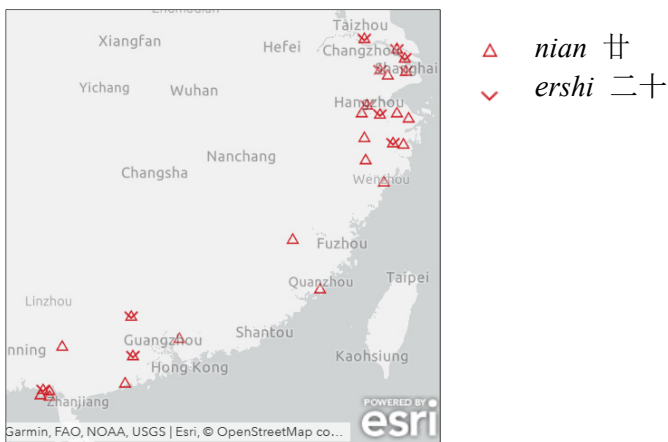 Taizhou
Xiangfan
Hefei
Changzhou
Shanghai
Yichang
Wuhan
Hangzhou
Nanchang
Changsha
Wenzhou
Fuzhou
Quanzhou
Taipei
Linzhou
Shantou
Guangzhou
nning
Hong Kong
Kaohsiung
Zhanjiang
POWERED BY
esri
Garmin, FAO, NOAA, USGS | Esri, © OpenStreetMap co...
nian 廿
ershi 二十